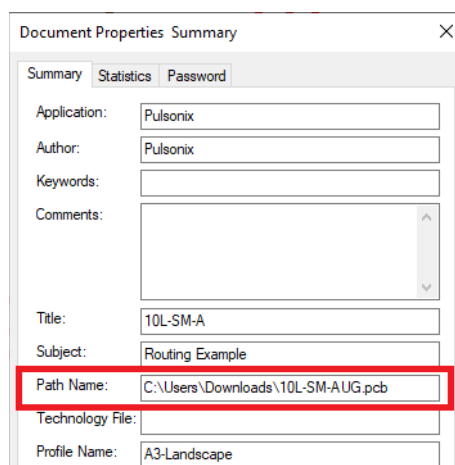 Document Properties Summary
Summary Statistics Password
Application: Pulsonix
Author: Pulsonix
Keywords:
Comments:
Title: 10L-SM-A
Subject: Routing Example
Path Name: C:\Users\Downloads\10L-SM-AUG.pcb
Technology File:
Profile Name: A3-Landscape